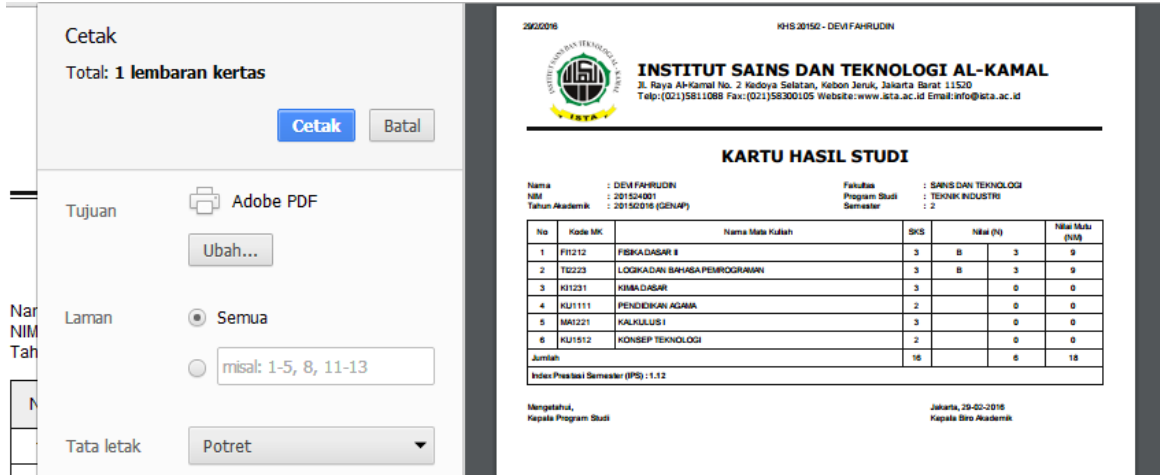 Cetak
Total: 1 lembaran kertas
Cetak Batal
Tujuan Adobe PDF
Ubah...
Laman Semua
misal: 1-5, 8, 11-13
Tata letak Potret
Nar
NIM
Tah
N
29/2/2016 KHS 2015/2 - DEVI FAHRUDIN
INSTITUT SAINS DAN TEKNOLOGI
ISTA
INSTITUT SAINS DAN TEKNOLOGI AL-KAMAL
Jl. Raya Al-Kamal No. 2 Kedoya Selatan, Kebon Jeruk, Jakarta Barat 11520
Telp:(021)5811088 Fax:(021)58300105 Website:www.ista.ac.id Email:info@ista.ac.id
KARTU HASIL STUDI
Nama : DEVI FAHRUDIN Fakultas : SAINS DAN TEKNOLOGI
NIM : 201524001 Program Studi : TEKNIK INDUSTRI
Tahun Akademik : 2015/2016 (GENAP) Semester : 2
No Kode MK Nama Mata Kuliah SKS Nilai (N) Nilai Mutu (NM)
1 FI1212 FISIKA DASAR II 3 B 3 9
2 TI2223 LOGIKA DAN BAHASA PEMROGRAMAN 3 B 3 9
3 KI1231 KIMIA DASAR 3 0 0
4 KU1111 PENDIDIKAN AGAMA 2 0 0
5 MA1221 KALKULUS I 3 0 0
6 KU1512 KONSEP TEKNOLOGI 2 0 0
Jumlah 16 6 18
Index Prestasi Semester (IPS) : 1.12
Mengetahui, Jakarta, 29-02-2016
Kepala Program Studi Kepala Biro Akademik